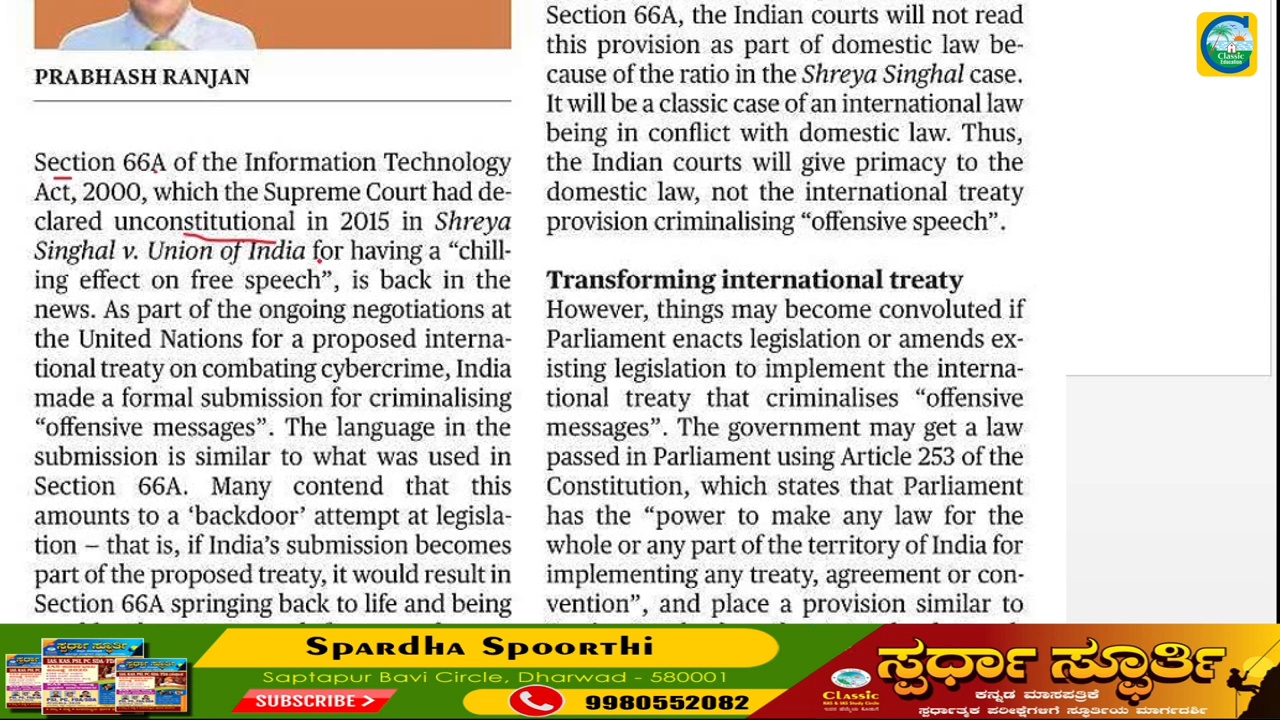 PRABHASH RANJAN
Section 66A of the Information Technology
Act, 2000, which the Supreme Court had de-
clared unconstitutional in 2015 in Shreya
Singhal v. Union of India for having a “chill-
ing effect on free speech”, is back in the
news. As part of the ongoing negotiations at
the United Nations for a proposed interna-
tional treaty on combating cybercrime, India
made a formal submission for criminalising
“offensive messages”. The language in the
submission is similar to what was used in
Section 66A. Many contend that this
amounts to a ‘backdoor’ attempt at legisla-
tion – that is, if India’s submission becomes
part of the proposed treaty, it would result in
Section 66A springing back to life and being
Section 66A, the Indian courts will not read
this provision as part of domestic law be-
cause of the ratio in the Shreya Singhal case.
It will be a classic case of an international law
being in conflict with domestic law. Thus,
the Indian courts will give primacy to the
domestic law, not the international treaty
provision criminalising “offensive speech”.
Transforming international treaty
However, things may become convoluted if
Parliament enacts legislation or amends ex-
isting legislation to implement the interna-
tional treaty that criminalises “offensive
messages”. The government may get a law
passed in Parliament using Article 253 of the
Constitution, which states that Parliament
has the “power to make any law for the
whole or any part of the territory of India for
implementing any treaty, agreement or con-
vention”, and place a provision similar to
Classic
Education
SPARDHA SPOORTHI
Saptapur Bavi Circle, Dharwad - 580001
SUBSCRIBE
9980552082
Classic
KAS & IAS Study Circle
ಸ್ಪರ್ಧಾ ಸ್ಫೂರ್ತಿ
ಕನ್ನಡ ಮಾಸಪತ್ರಿಕೆ
ಸ್ಪರ್ಧಾತ್ಮಕ ಪರೀಕ್ಷೆಗಳಿಗೆ ಸ್ಫೂರ್ತಿಯ ಮಾರ್ಗದರ್ಶಿ